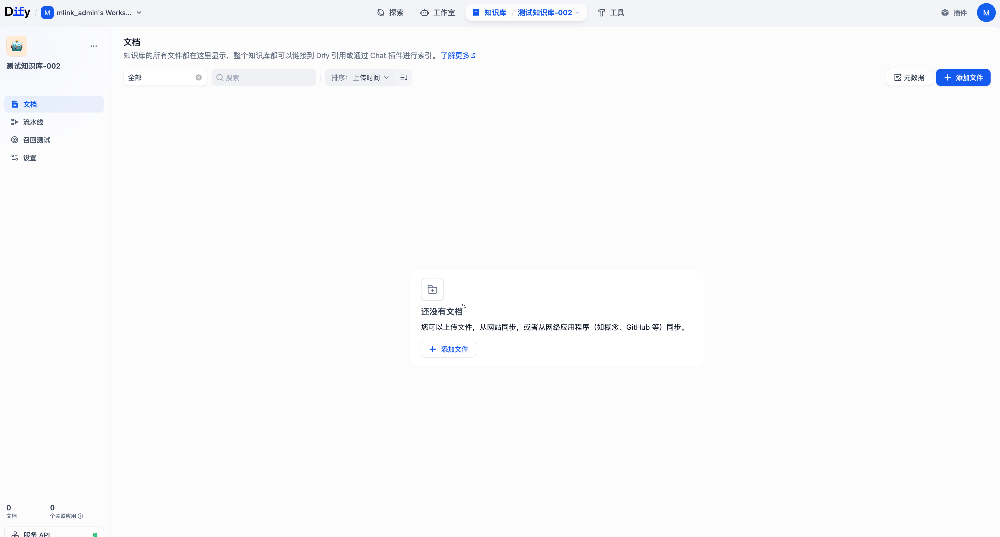 Dify / M mlink_admin's Works...
探索
工作室
知识库 / 测试知识库-002
工具
插件
M
测试知识库-002
文档
流水线
召回测试
设置
文档
知识库的所有文件都在这里显示，整个知识库都可以链接到 Dify 引用或通过 Chat 插件进行索引。了解更多
全部
搜索
排序： 上传时间
元数据
添加文件
还没有文档
您可以上传文件，从网站同步，或者从网络应用程序（如概念、GitHub 等）同步。
添加文件
0 0
文档 个关联应用
服务 API